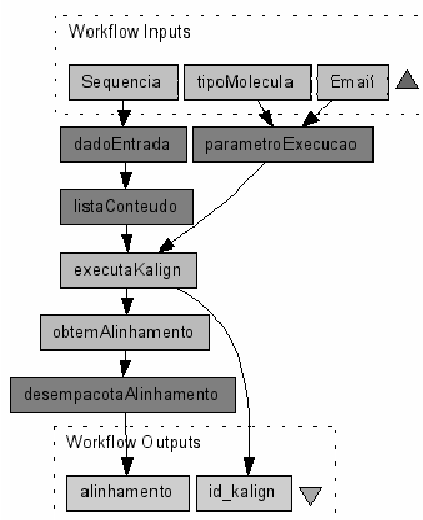 Workflow Inputs
Sequencia tipoMolecula Email
dadoEntrada parametroExecucao
listaConteudo
executaKalign
obtemAlinhamento
desempacotaAlinhamento
Workflow Outputs
alinhamento id_kalign